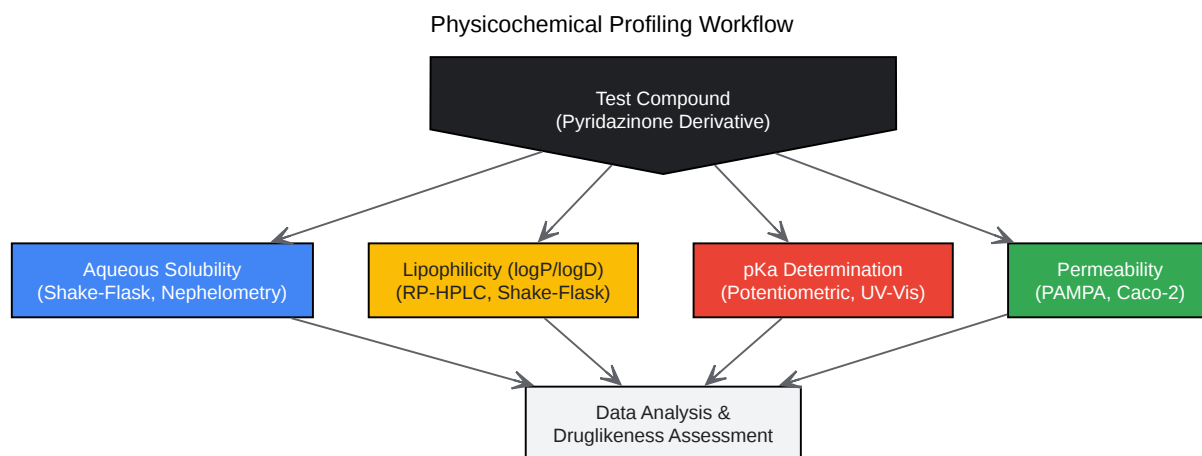 Physicochemical Profiling Workflow
Test Compound
(Pyridazinone Derivative)
Aqueous Solubility
(Shake-Flask, Nephelometry)
Lipophilicity (logP/logD)
(RP-HPLC, Shake-Flask)
pKa Determination
(Potentiometric, UV-Vis)
Permeability
(PAMPA, Caco-2)
Data Analysis &
Druglikeness Assessment